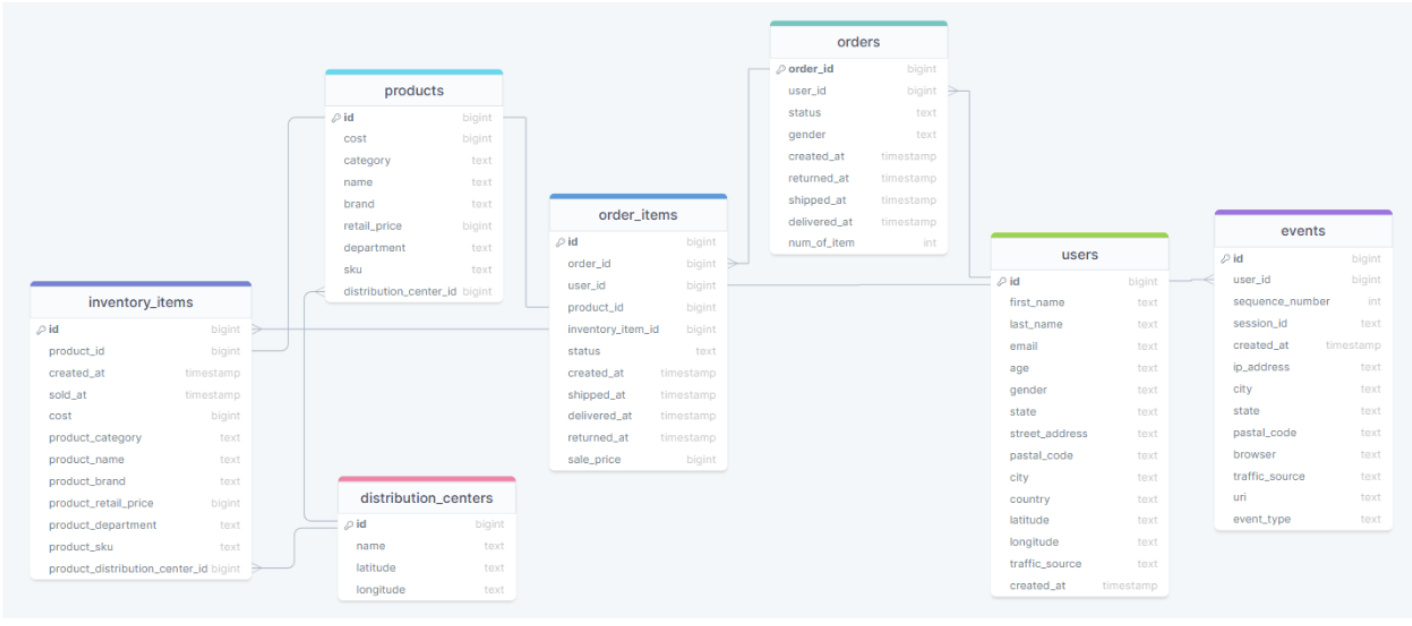 orders
order_id bigint
user_id bigint
status text
gender text
created_at timestamp
returned_at timestamp
shipped_at timestamp
delivered_at timestamp
num_of_item int
products
id bigint
cost bigint
category text
name text
brand text
retail_price bigint
department text
sku text
distribution_center_id bigint
order_items
id bigint
order_id bigint
user_id bigint
product_id bigint
inventory_item_id bigint
status text
created_at timestamp
shipped_at timestamp
delivered_at timestamp
returned_at timestamp
sale_price bigint
events
id bigint
user_id bigint
sequence_number int
session_id text
created_at timestamp
ip_address text
city text
state text
pastal_code text
browser text
traffic_source text
uri text
event_type text
users
id bigint
first_name text
last_name text
email text
age text
gender text
state text
street_address text
pastal_code text
city text
country text
latitude text
longitude text
traffic_source text
created_at timestamp
inventory_items
id bigint
product_id bigint
created_at timestamp
sold_at timestamp
cost bigint
product_category text
product_name text
product_brand text
product_retail_price bigint
product_department text
product_sku text
product_distribution_center_id bigint
distribution_centers
id bigint
name text
latitude text
longitude text